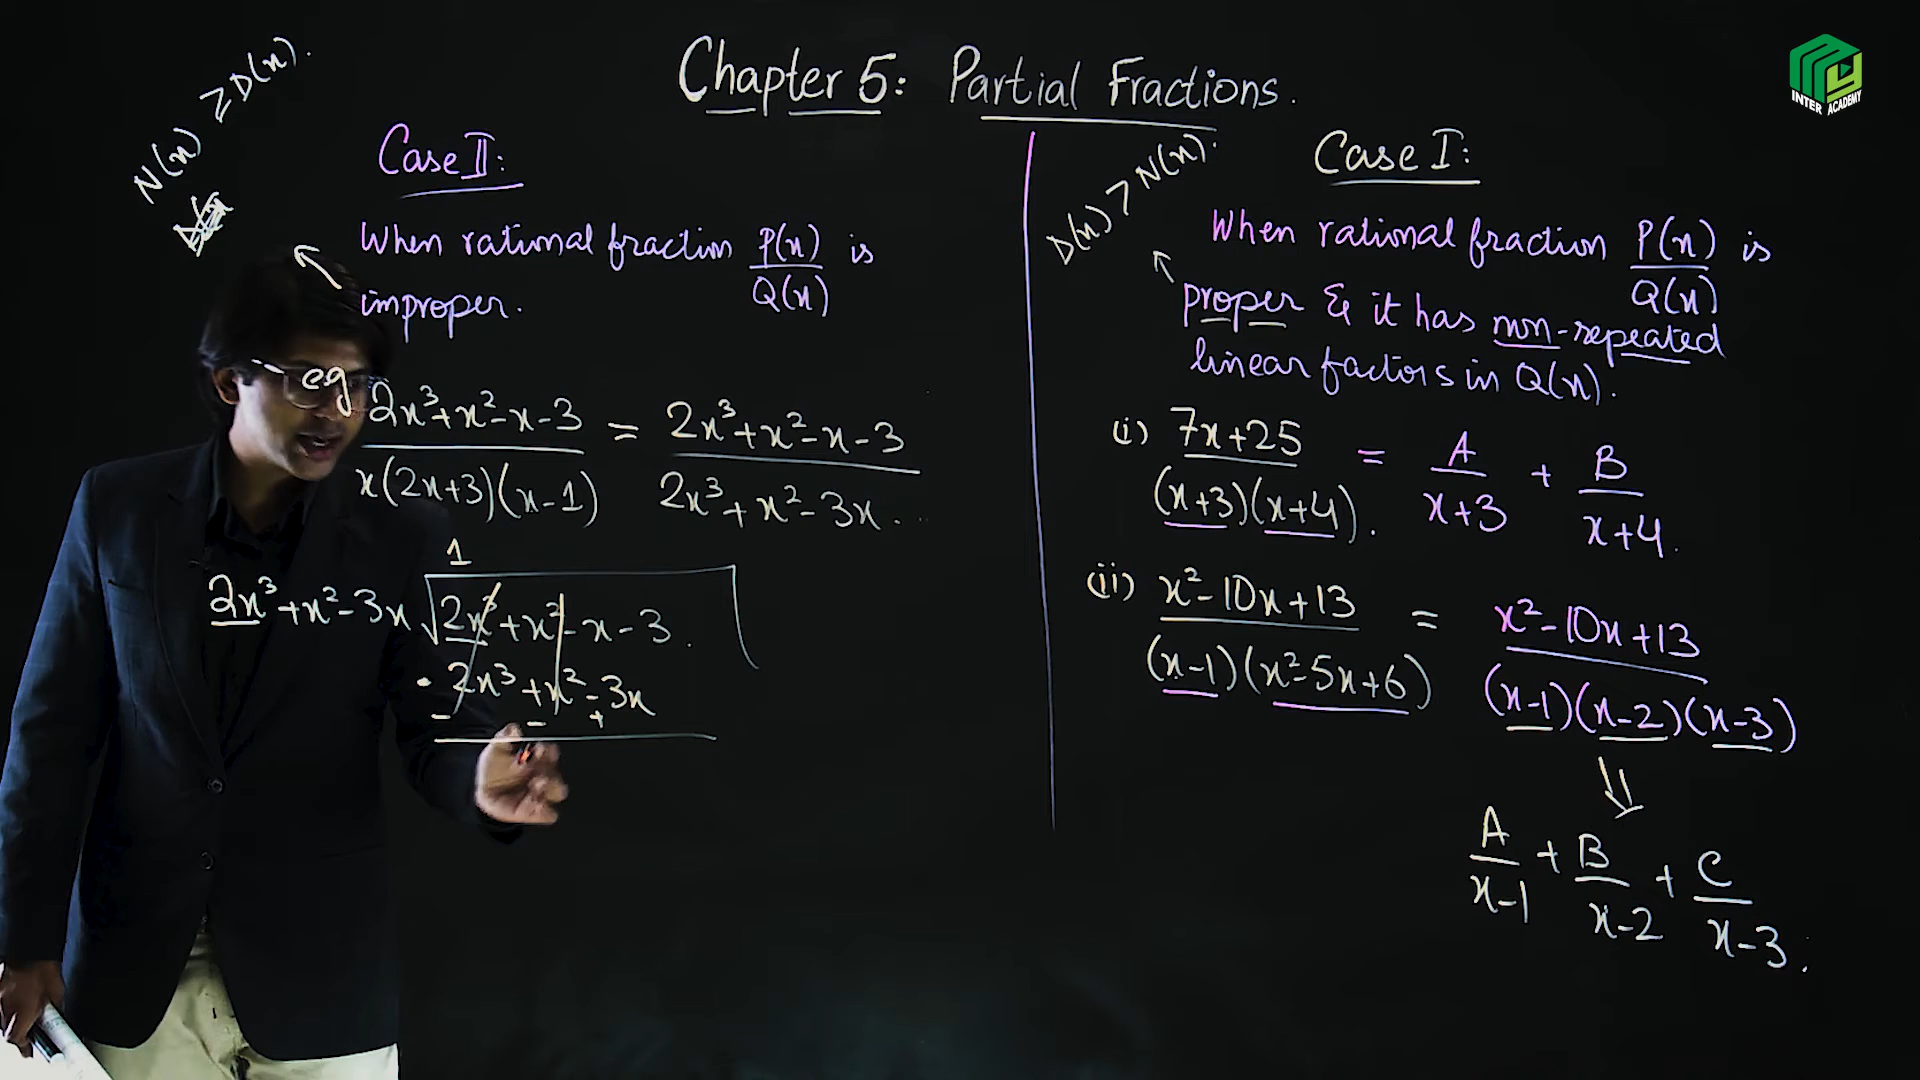 Chapter 5: Partial Fractions.
INTER ACADEMY
N(x) ≥ D(x).
Case II:
When rational fraction P(x)/Q(x) is
improper.
eg
2x³+x²-x-3 / x(2x+3)(x-1) = 2x³+x²-x-3 / 2x³+x²-3x.
1
2x³+x²-3x √2x³+x²-x-3.
2x³+x²-3x
- - +
D(x) > N(x).
Case I:
When rational fraction P(x)/Q(x) is
proper & it has non-repeated
linear factors in Q(x).
(i) 7x+25 / (x+3)(x+4). = A/x+3 + B/x+4.
(ii) x²-10x+13 / (x-1)(x²-5x+6) = x²-10x+13 / (x-1)(x-2)(x-3)
⇓
A/x-1 + B/x-2 + C/x-3.